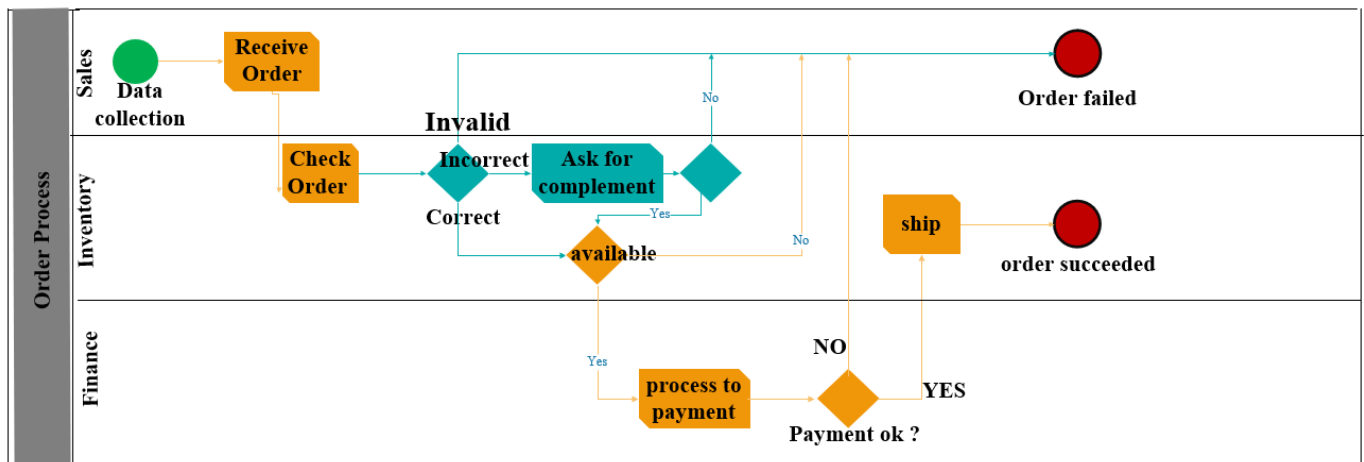 Order Process
Sales
Receive
Order
Data
collection
Order failed
No
Invalid
Check
Order
Incorrect
Ask for
complement
Inventory
Correct
Yes
ship
No
available
order succeeded
Finance
Yes
NO
process to
payment
YES
Payment ok ?